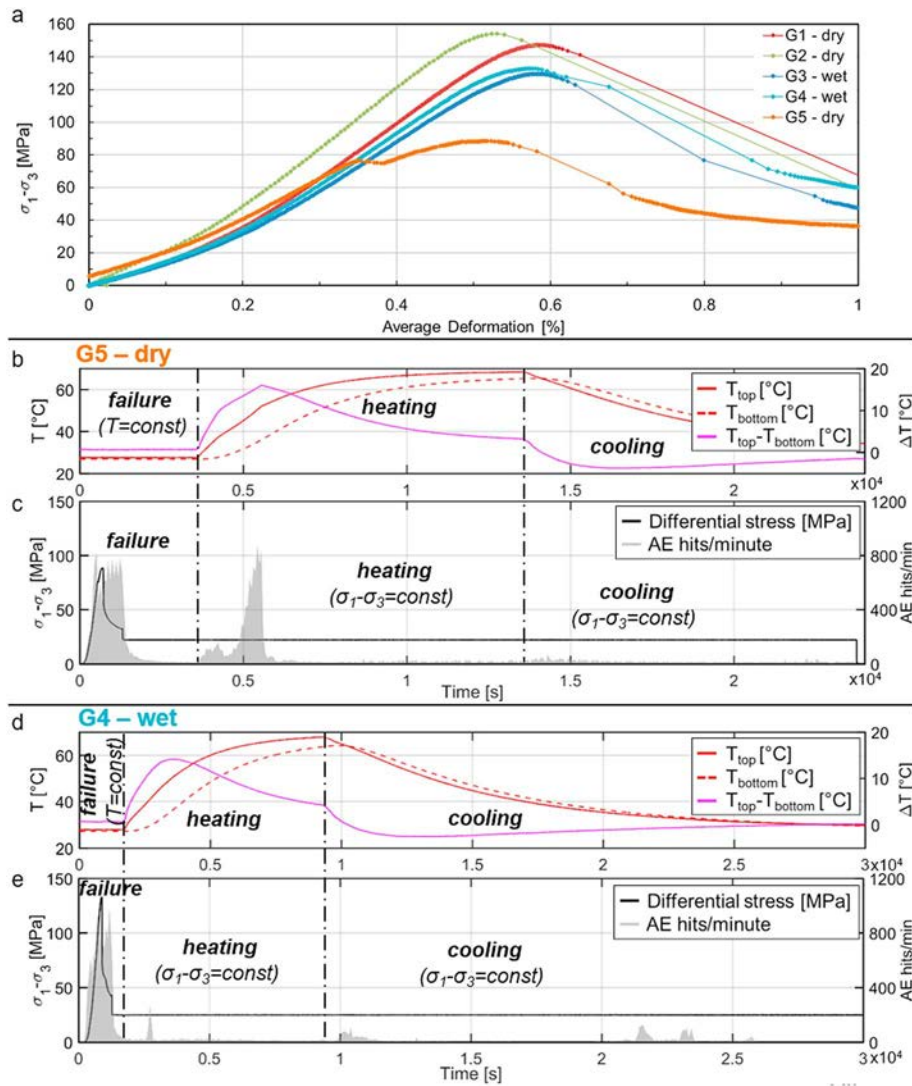 a
160
140
120
100
80
60
40
20
0
σ1-σ3 [MPa]
G1 - dry
G2 - dry
G3 - wet
G4 - wet
G5 - dry
0 0.2 0.4 0.6 0.8 1
Average Deformation [%]
b G5 – dry
T [°C]
60
40
20
failure
(T=const)
heating
cooling
Ttop [°C]
Tbottom [°C]
Ttop-Tbottom [°C]
20
10
0
ΔT [°C]
0 0.5 1 1.5 2 x10⁴
c
σ1-σ3 [MPa]
150
100
50
0
failure
heating
(σ1-σ3=const)
cooling
(σ1-σ3=const)
Differential stress [MPa]
AE hits/minute
1200
800
400
0
AE hits/min
0 0.5 1 1.5 2 x10⁴
Time [s]
d G4 – wet
T [°C]
60
40
20
failure
(T=const)
heating
cooling
Ttop [°C]
Tbottom [°C]
Ttop-Tbottom [°C]
20
10
0
ΔT [°C]
0 0.5 1 1.5 2 2.5 3x10⁴
e
σ1-σ3 [MPa]
150
100
50
0
failure
heating
(σ1-σ3=const)
cooling
(σ1-σ3=const)
Differential stress [MPa]
AE hits/minute
1200
800
400
0
AE hits/min
0 0.5 1 1.5 2 2.5 3x10⁴
Time [s]